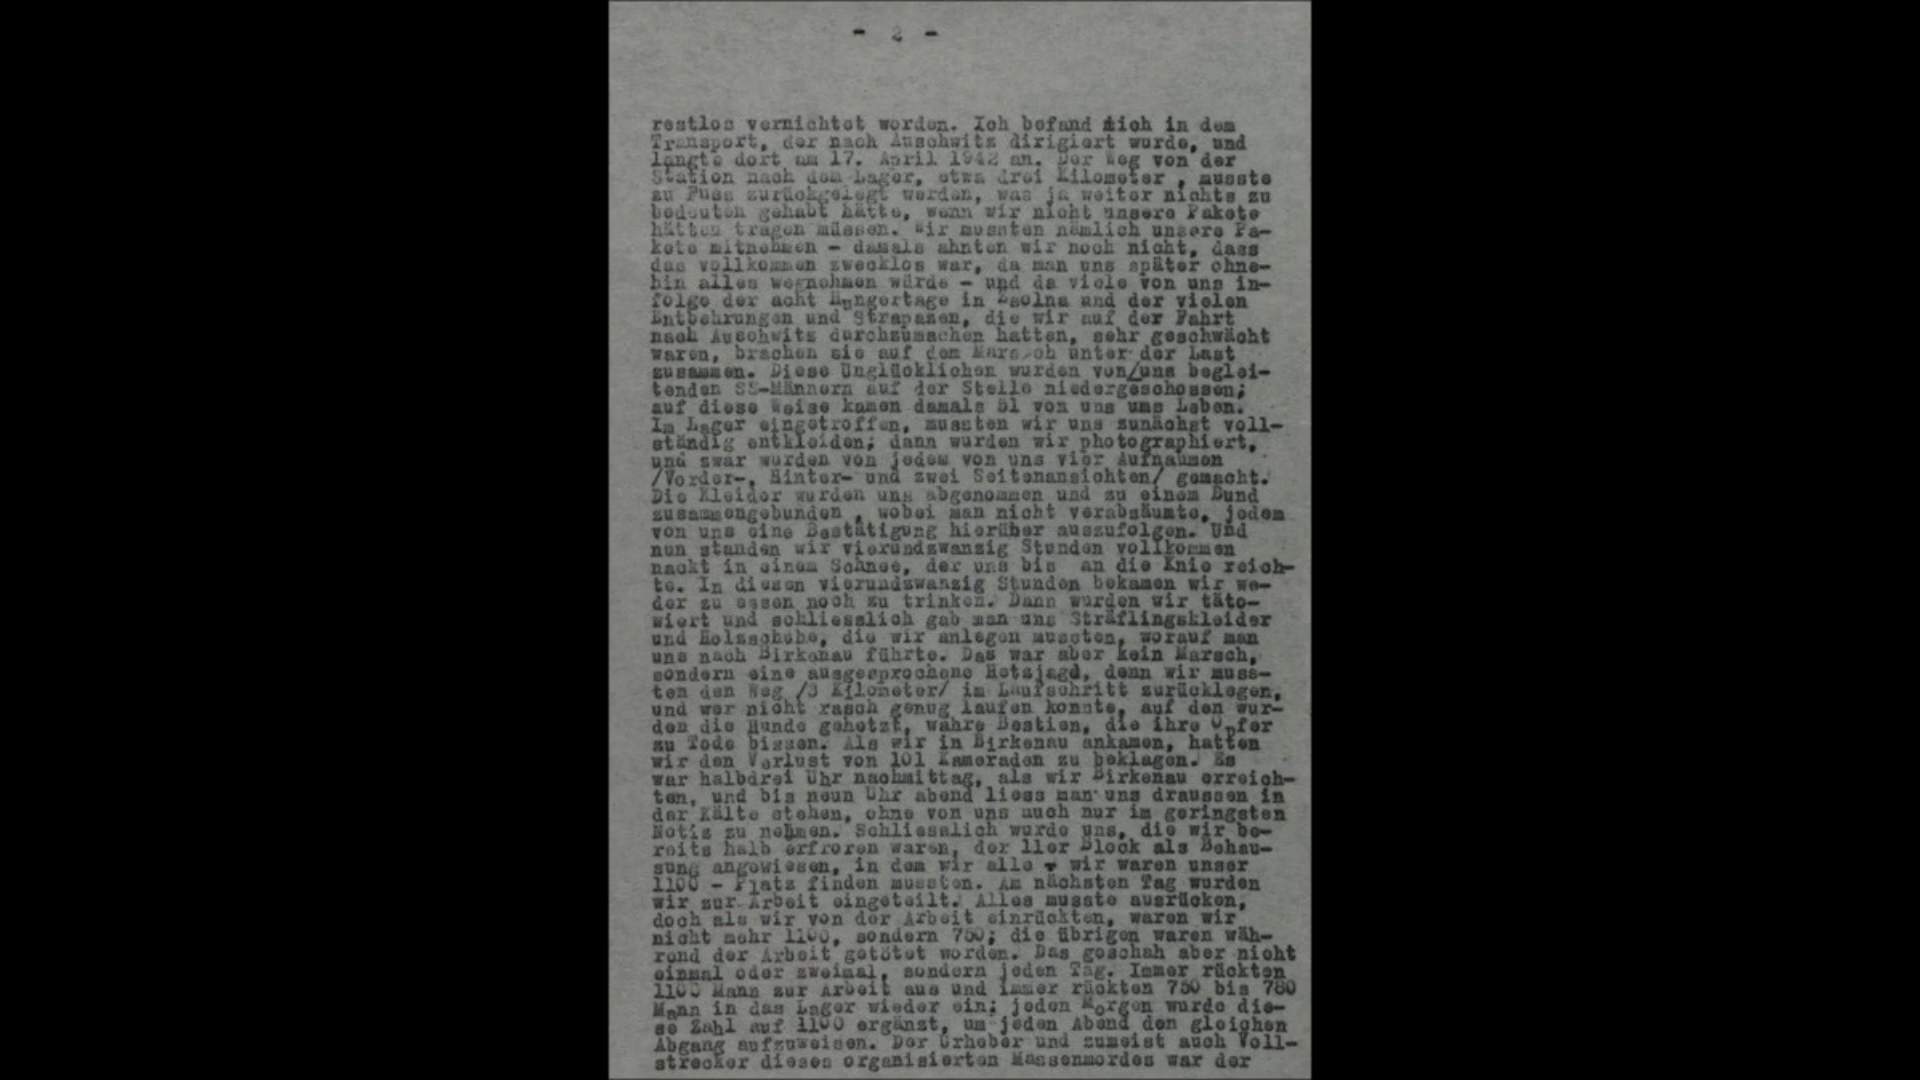 - 2 -
restlos vernichtet worden. Ich befand mich in dem
Transport, der nach Auschwitz dirigiert wurde, und
langte dort am 17. April 1942 an. Der Weg von der
Station nach dem Lager, etwa drei Kilometer , musste
zu Fuss zurückgelegt werden, was ja weiter nichts zu
bedeuten gehabt hätte, wenn wir nicht unsere Pakete
hätten tragen müssen. Wir mussten nämlich unsere Pa-
kete mitnehmen - damals ahnten wir noch nicht, dass
das vollkommen zwecklos war, da man uns später ohne-
hin alles wegnehmen würde - und da viele von uns in-
folge der acht Hungertage in Zsolna und der vielen
Entbehrungen und Strapazen, die wir auf der Fahrt
nach Auschwitz durchzumachen hatten, sehr geschwächt
waren, brachen sie auf dem Marsch unter der Last
zusammen. Diese Unglücklichen wurden von/uns beglei-
tenden SS-Männern auf der Stelle niedergeschossen;
auf diese Weise kamen damals 51 von uns ums Leben.
Im Lager eingetroffen, mussten wir uns zunächst voll-
ständig entkleiden; dann wurden wir photographiert,
und zwar wurden von jedem von uns vier Aufnahmen
/Vorder-, Hinter- und zwei Seitenansichten/ gemacht.
Die Kleider wurden uns abgenommen und zu einem Bund
zusammengebunden , wobei man nicht verabsäumte, jedem
von uns eine Bestätigung hierüber auszufolgen. Und
nun standen wir vierundzwanzig Stunden vollkommen
nackt in einem Schnee, der uns bis an die Knie reich-
te. In diesen vierundzwanzig Stunden bekamen wir we-
der zu essen noch zu trinken. Dann wurden wir täto-
wiert und schliesslich gab man uns Sträflingskleider
und Holzschuhe, die wir anlegen mussten, worauf man
uns nach Birkenau führte. Das war aber kein Marsch,
sondern eine ausgesprochene Hetzjagd, denn wir muss-
ten den Weg /3 Kilometer/ im Laufschritt zurücklegen,
und wer nicht rasch genug laufen konnte, auf den wur-
den die Hunde gehetzt, wahre Bestien, die ihre Opfer
zu Tode bissen. Als wir in Birkenau ankamen, hatten
wir den Verlust von 101 Kameraden zu beklagen. Es
war halbdrei Uhr nachmittag, als wir Birkenau erreich-
ten, und bis neun Uhr abend liess man uns draussen in
der Kälte stehen, ohne von uns auch nur im geringsten
Notiz zu nehmen. Schliesslich wurde uns, die wir be-
reits halb erfroren waren, der 11er Block als Behau-
sung angewiesen, in dem wir alle - wir waren unser
1100 - Platz finden mussten. Am nächsten Tag wurden
wir zur Arbeit eingeteilt. Alles musste ausrücken,
doch als wir von der Arbeit einrückten, waren wir
nicht mehr 1100, sondern 750; die übrigen waren wäh-
rend der Arbeit getötet worden. Das geschah aber nicht
einmal oder zweimal, sondern jeden Tag. Immer rückten
1100 Mann zur Arbeit aus und immer rückten 750 bis 780
Mann in das Lager wieder ein; jeden Morgen wurde die-
se Zahl auf 1100 ergänzt, um jeden Abend den gleichen
Abgang aufzuweisen. Der Urheber und zumeist auch Voll-
strecker dieses organisierten Massenmordes war der